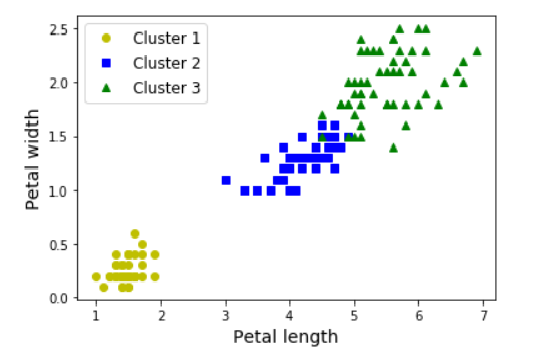 2.5
2.0
1.5
1.0
0.5
0.0
Petal width
Cluster 1
Cluster 2
Cluster 3
1 2 3 4 5 6 7
Petal length